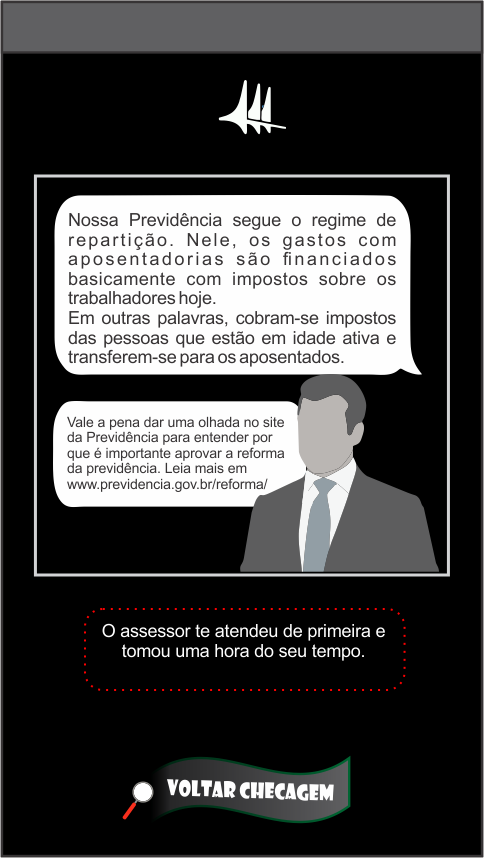 Nossa Previdência segue o regime de
repartição. Nele, os gastos com
aposentadorias são financiados
basicamente com impostos sobre os
trabalhadores hoje.
Em outras palavras, cobram-se impostos
das pessoas que estão em idade ativa e
transferem-se para os aposentados.
Vale a pena dar uma olhada no site
da Previdência para entender por
que é importante aprovar a reforma
da previdência. Leia mais em
www.previdencia.gov.br/reforma/
O assessor te atendeu de primeira e
tomou uma hora do seu tempo.
VOLTAR CHECAGEM